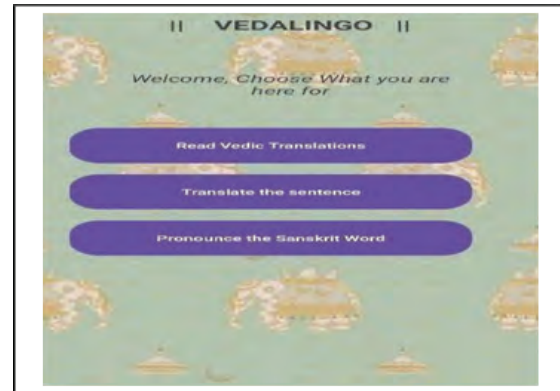 || VEDALINGO ||
Welcome, Choose What you are
here for
Read Vedic Translations
Translate the sentence
Pronounce the Sanskrit Word